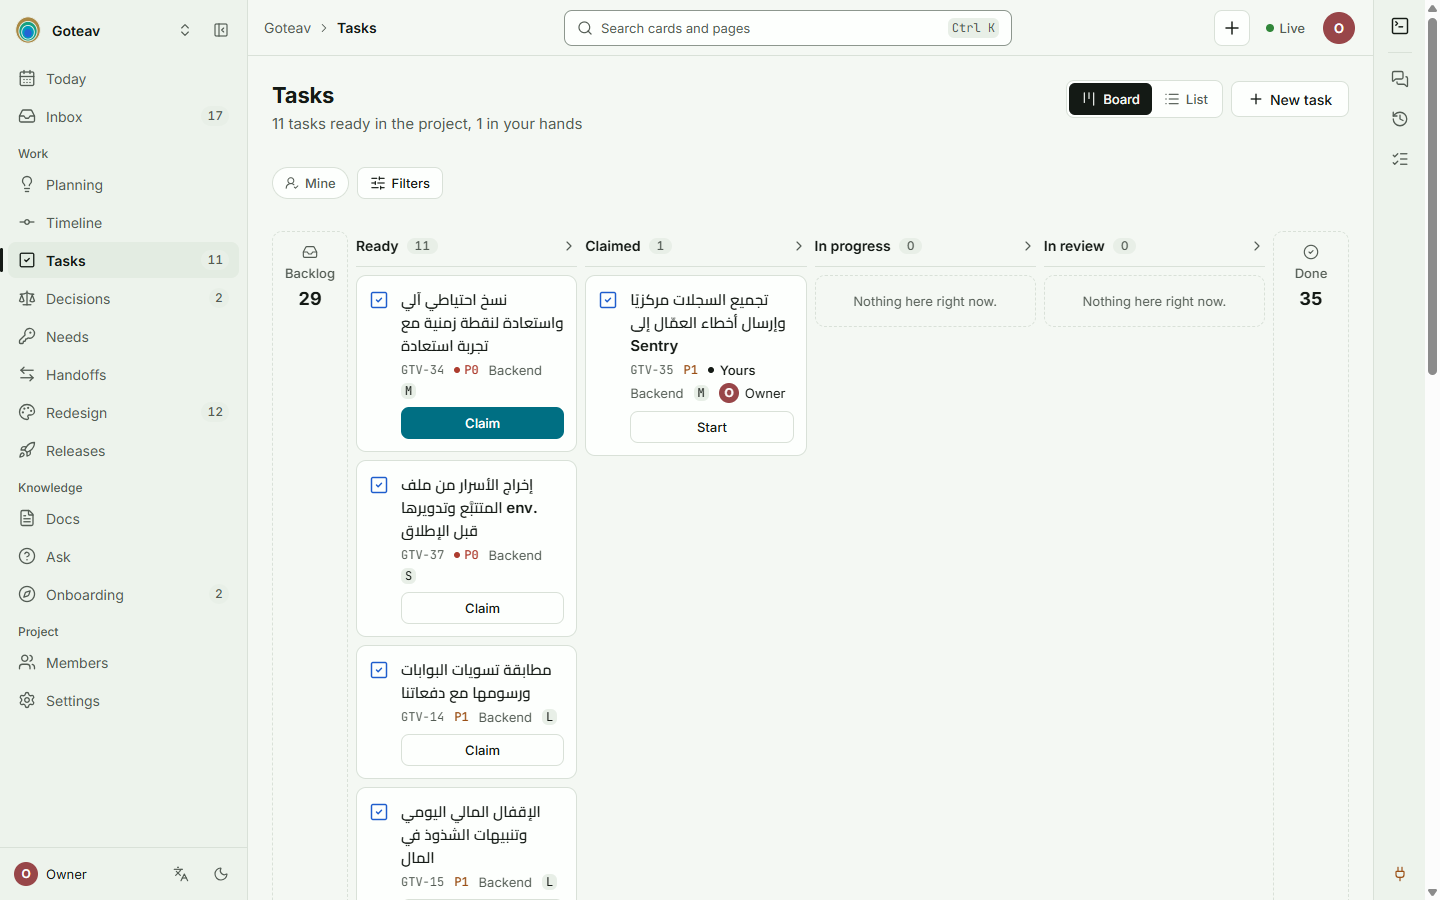 Goteav
Today
Inbox 17
Work
Planning
Timeline
Tasks 11
Decisions 2
Needs
Handoffs
Redesign 12
Releases
Knowledge
Docs
Ask
Onboarding 2
Project
Members
Settings
O Owner
Goteav > Tasks
Search cards and pages Ctrl K
Live
O
Tasks
11 tasks ready in the project, 1 in your hands
Board
List
New task
Mine
Filters
Backlog
29
Ready 11
نسخ احتياطي آلي
واستعادة لنقطة زمنية مع
تجربة استعادة
GTV-34 P0 Backend
M
Claim
إخراج الأسرار من ملف
.env المتتبَّع وتدويرها
قبل الإطلاق
GTV-37 P0 Backend
S
Claim
مطابقة تسويات البوابات
ورسومها مع دفعاتنا
GTV-14 P1 Backend L
Claim
الإقفال المالي اليومي
وتنبيهات الشذوذ في
المال
GTV-15 P1 Backend L
Claimed 1
تجميع السجلات مركزيًا
وإرسال أخطاء العمّال إلى
Sentry
GTV-35 P1 Yours
Backend M O Owner
Start
In progress 0
Nothing here right now.
In review 0
Nothing here right now.
Done
35